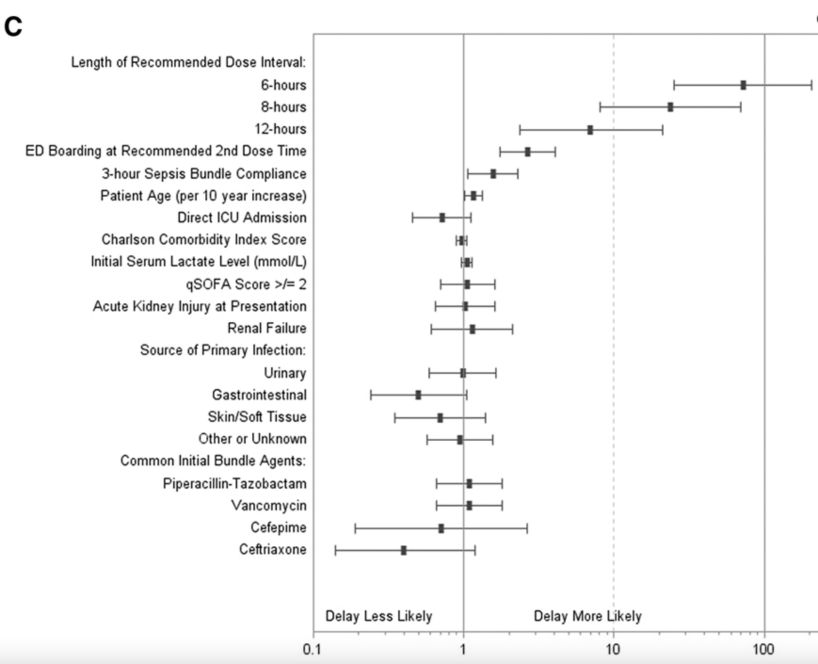 C
Length of Recommended Dose Interval:
6-hours
8-hours
12-hours
ED Boarding at Recommended 2nd Dose Time
3-hour Sepsis Bundle Compliance
Patient Age (per 10 year increase)
Direct ICU Admission
Charlson Comorbidity Index Score
Initial Serum Lactate Level (mmol/L)
qSOFA Score >/= 2
Acute Kidney Injury at Presentation
Renal Failure
Source of Primary Infection:
Urinary
Gastrointestinal
Skin/Soft Tissue
Other or Unknown
Common Initial Bundle Agents:
Piperacillin-Tazobactam
Vancomycin
Cefepime
Ceftriaxone
Delay Less Likely Delay More Likely
0.1 1 10 100